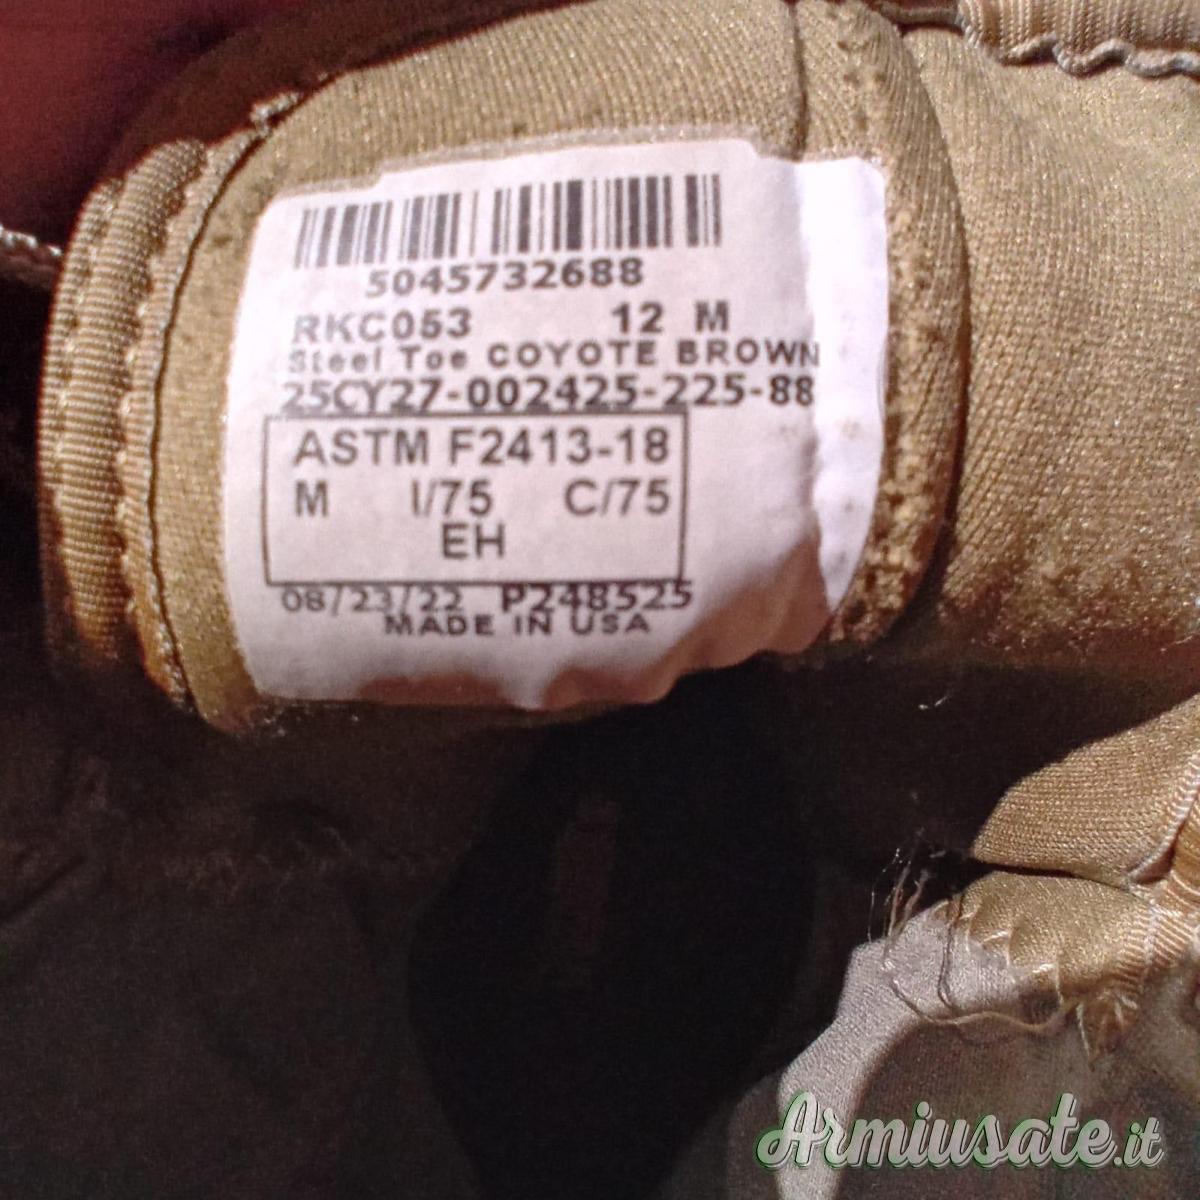 5045732688
RKC053 12 M
Steel Toe COYOTE BROWN
25CY27-002425-225-88
ASTM F2413-18
M I/75 C/75
EH
08/23/22 P248525
MADE IN USA
Armiusate.it